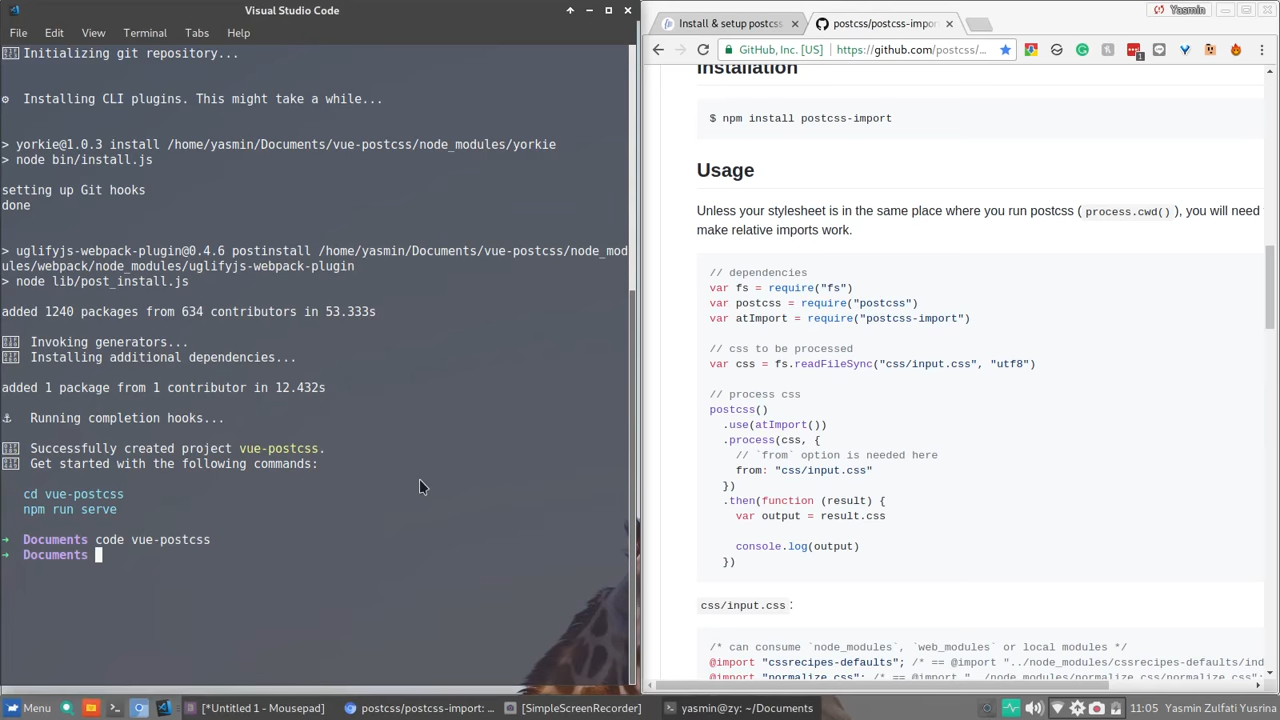 Visual Studio Code
File Edit View Terminal Tabs Help
Initializing git repository...
Installing CLI plugins. This might take a while...
> yorkie@1.0.3 install /home/yasmin/Documents/vue-postcss/node_modules/yorkie
> node bin/install.js
setting up Git hooks
done
> uglifyjs-webpack-plugin@0.4.6 postinstall /home/yasmin/Documents/vue-postcss/node_mod
ules/webpack/node_modules/uglifyjs-webpack-plugin
> node lib/post_install.js
added 1240 packages from 634 contributors in 53.333s
Invoking generators...
Installing additional dependencies...
added 1 package from 1 contributor in 12.432s
Running completion hooks...
Successfully created project vue-postcss.
Get started with the following commands:
cd vue-postcss
npm run serve
→ Documents code vue-postcss
→ Documents
Install & setup postcss
postcss/postcss-impor
Yasmin
GitHub, Inc. [US] https://github.com/postcss/...
1
Installation
$ npm install postcss-import
Usage
Unless your stylesheet is in the same place where you run postcss ( process.cwd() ), you will need
make relative imports work.
// dependencies
var fs = require("fs")
var postcss = require("postcss")
var atImport = require("postcss-import")
// css to be processed
var css = fs.readFileSync("css/input.css", "utf8")
// process css
postcss()
.use(atImport())
.process(css, {
// `from` option is needed here
from: "css/input.css"
})
.then(function (result) {
var output = result.css
console.log(output)
})
css/input.css:
/* can consume `node_modules`, `web_modules` or local modules */
@import "cssrecipes-defaults"; /* == @import "../node_modules/cssrecipes-defaults/ind
@import "normalize.css"; /* == @import "../node_modules/normalize.css/normalize.css";
Menu
[*Untitled 1 - Mousepad]
postcss/postcss-import: ...
[SimpleScreenRecorder]
yasmin@zy: ~/Documents
11:05 Yasmin Zulfati Yusrina